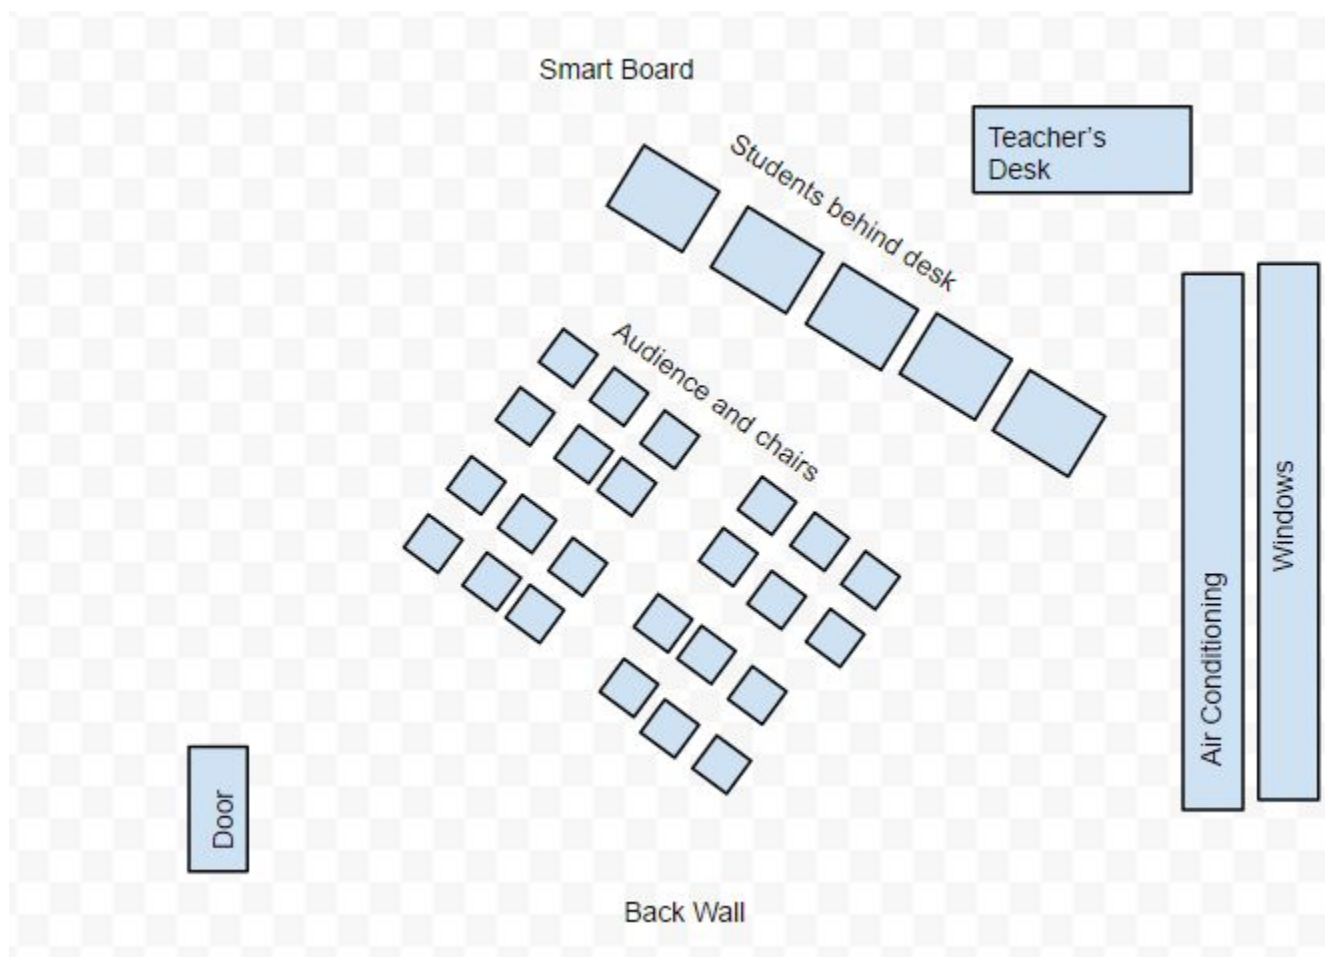 Smart Board
Teacher's
Desk
Students behind desk
Audience and chairs
Windows
Air Conditioning
Door
Back Wall